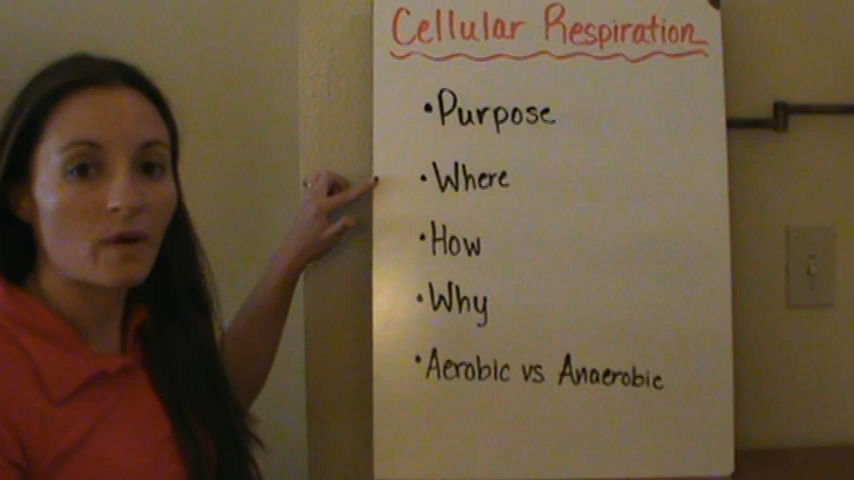 Cellular Respiration
• Purpose
• Where
• How
• Why
• Aerobic vs Anaerobic